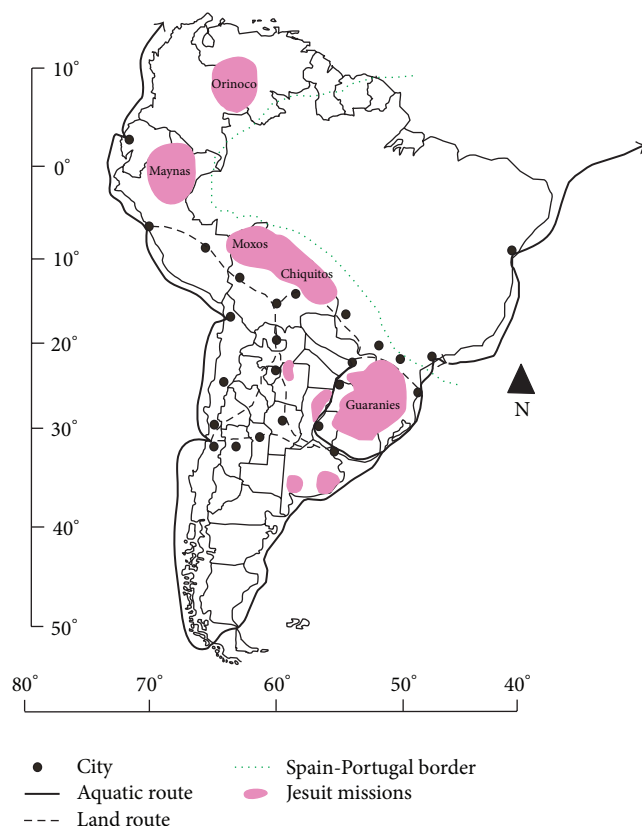 10°
0°
10°
20°
30°
40°
50°
Orinoco
Maynas
Moxos
Chiquitos
Guaranies
N
80° 70° 60° 50° 40°
City
Aquatic route
Land route
Spain-Portugal border
Jesuit missions